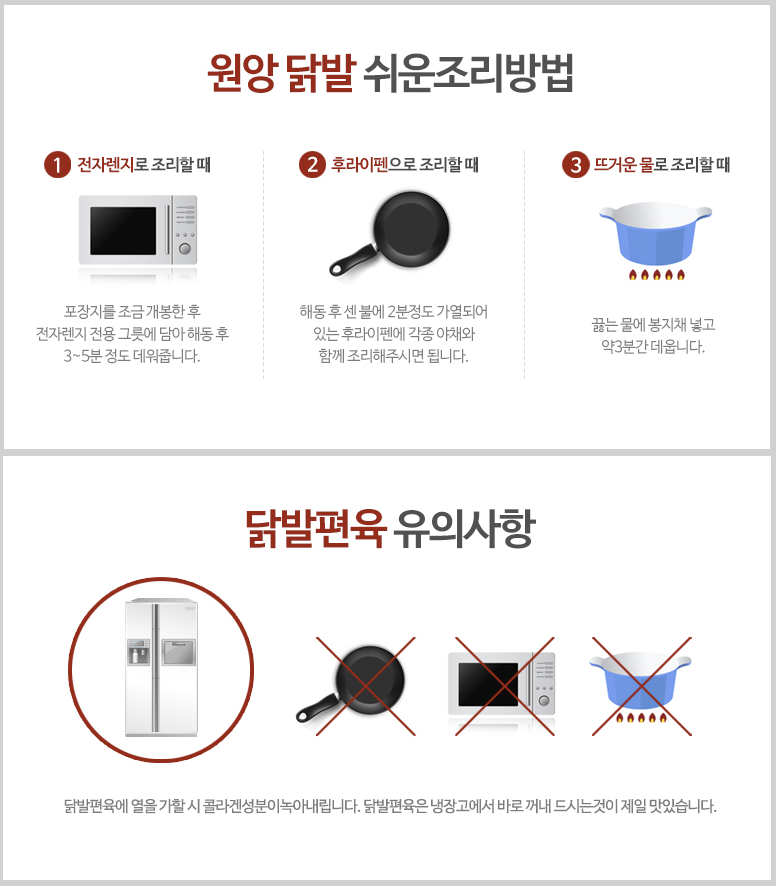 원앙 닭발 쉬운조리방법
1 전자렌지로 조리할 때
포장지를 조금 개봉한 후
전자렌지 전용 그릇에 담아 해동 후
3~5분 정도 데워줍니다.
2 후라이펜으로 조리할 때
해동 후 센 불에 2분정도 가열되어
있는 후라이펜에 각종 야채와
함께 조리해주시면 됩니다.
3 뜨거운 물로 조리할 때
끓는 물에 봉지채 넣고
약3분간 데웁니다.
닭발편육 유의사항
닭발편육에 열을 가할 시 콜라겐성분이녹아내립니다. 닭발편육은 냉장고에서 바로 꺼내 드시는것이 제일 맛있습니다.